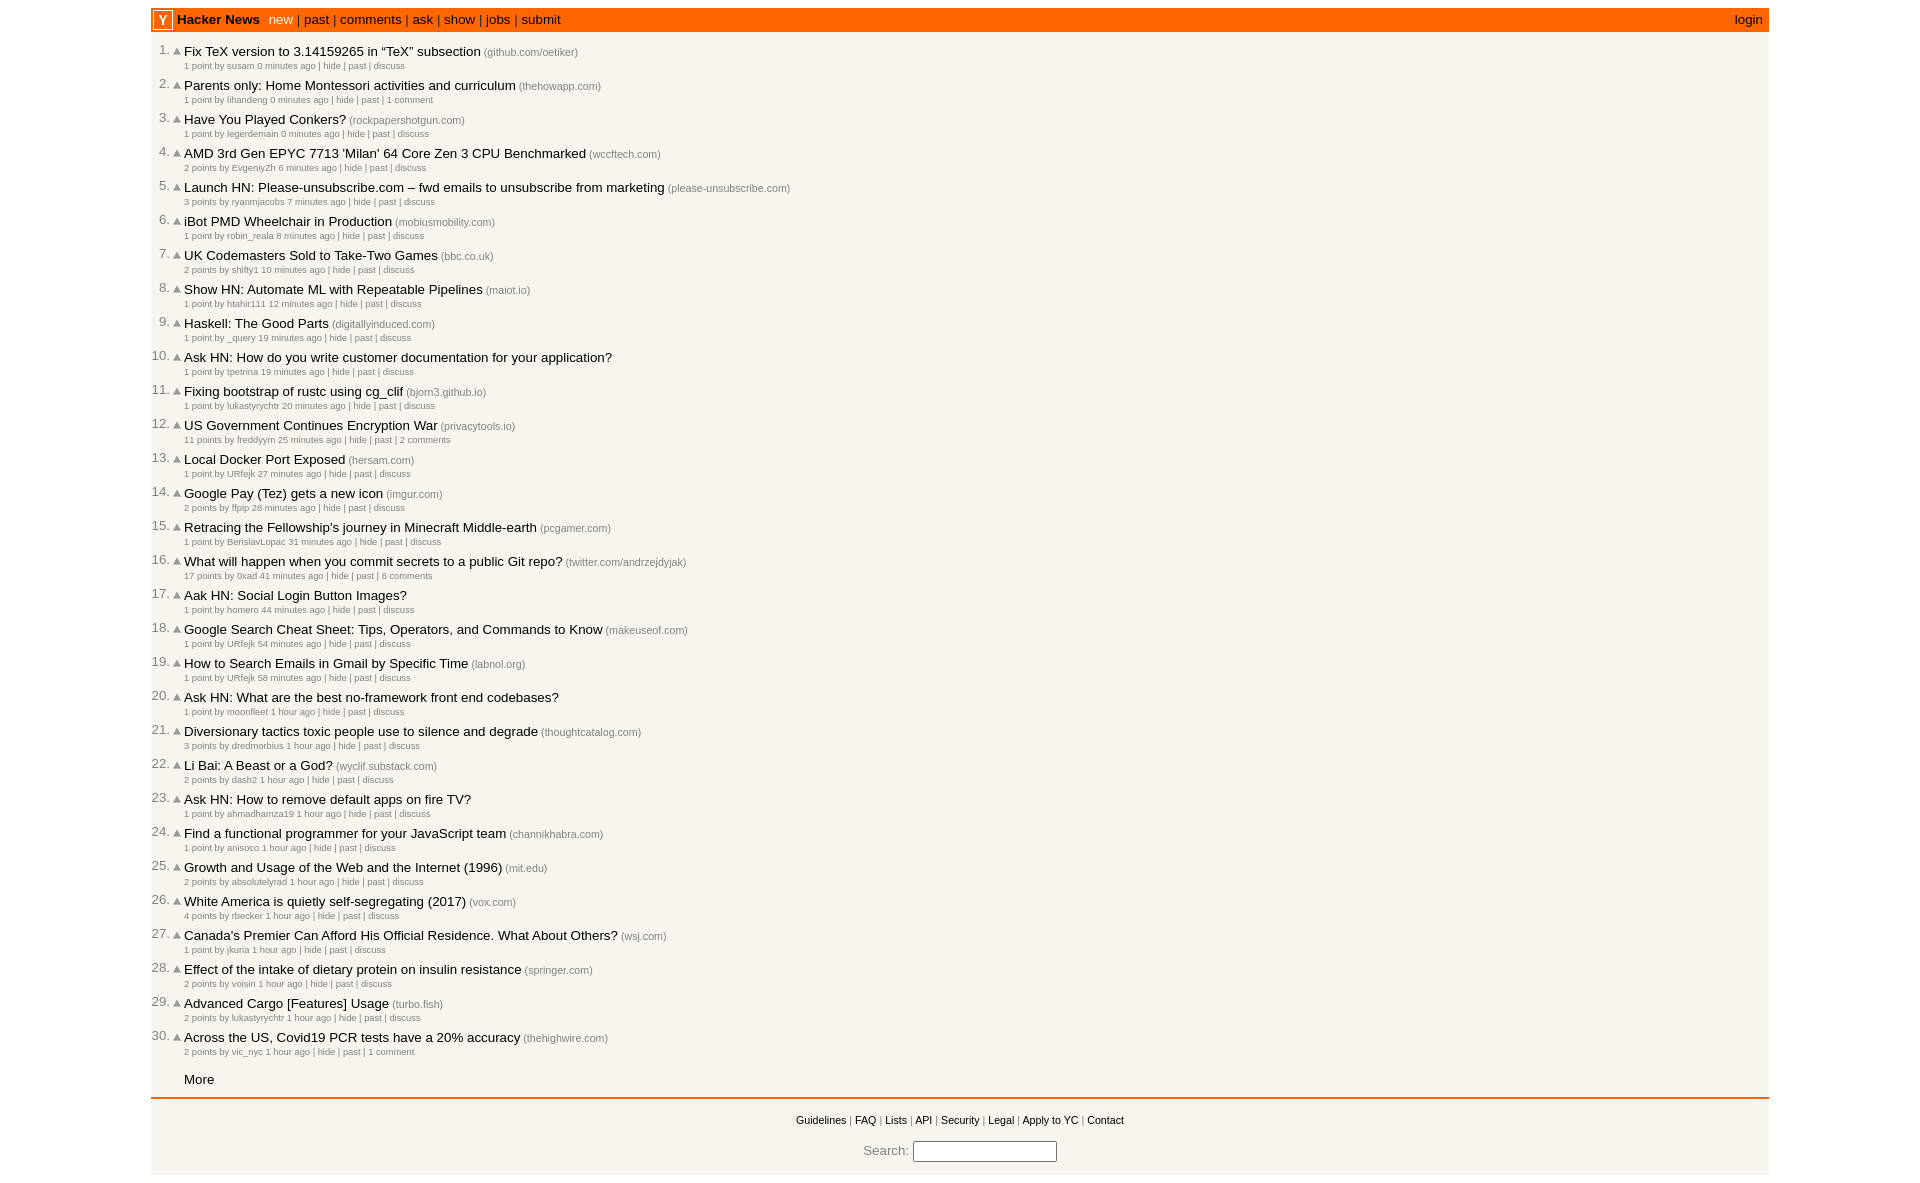 Y Hacker News new | past | comments | ask | show | jobs | submit login
1. Fix TeX version to 3.14159265 in “TeX” subsection (github.com/oetiker)
1 point by susam 0 minutes ago | hide | past | discuss
2. Parents only: Home Montessori activities and curriculum (thehowapp.com)
1 point by lihandeng 0 minutes ago | hide | past | 1 comment
3. Have You Played Conkers? (rockpapershotgun.com)
1 point by legerdemain 0 minutes ago | hide | past | discuss
4. AMD 3rd Gen EPYC 7713 'Milan' 64 Core Zen 3 CPU Benchmarked (wccftech.com)
2 points by EvgeniyZh 6 minutes ago | hide | past | discuss
5. Launch HN: Please-unsubscribe.com – fwd emails to unsubscribe from marketing (please-unsubscribe.com)
3 points by ryanmjacobs 7 minutes ago | hide | past | discuss
6. iBot PMD Wheelchair in Production (mobiusmobility.com)
1 point by robin_reala 8 minutes ago | hide | past | discuss
7. UK Codemasters Sold to Take-Two Games (bbc.co.uk)
2 points by shifty1 10 minutes ago | hide | past | discuss
8. Show HN: Automate ML with Repeatable Pipelines (maiot.io)
1 point by htahir111 12 minutes ago | hide | past | discuss
9. Haskell: The Good Parts (digitallyinduced.com)
1 point by _query 19 minutes ago | hide | past | discuss
10. Ask HN: How do you write customer documentation for your application?
1 point by tpetrina 19 minutes ago | hide | past | discuss
11. Fixing bootstrap of rustc using cg_clif (bjorn3.github.io)
1 point by lukastyrychtr 20 minutes ago | hide | past | discuss
12. US Government Continues Encryption War (privacytools.io)
11 points by freddyym 25 minutes ago | hide | past | 2 comments
13. Local Docker Port Exposed (hersam.com)
1 point by URfejk 27 minutes ago | hide | past | discuss
14. Google Pay (Tez) gets a new icon (imgur.com)
2 points by ffpip 28 minutes ago | hide | past | discuss
15. Retracing the Fellowship's journey in Minecraft Middle-earth (pcgamer.com)
1 point by BerislavLopac 31 minutes ago | hide | past | discuss
16. What will happen when you commit secrets to a public Git repo? (twitter.com/andrzejdyjak)
17 points by 0xad 41 minutes ago | hide | past | 6 comments
17. Aak HN: Social Login Button Images?
1 point by homero 44 minutes ago | hide | past | discuss
18. Google Search Cheat Sheet: Tips, Operators, and Commands to Know (makeuseof.com)
1 point by URfejk 54 minutes ago | hide | past | discuss
19. How to Search Emails in Gmail by Specific Time (labnol.org)
1 point by URfejk 58 minutes ago | hide | past | discuss
20. Ask HN: What are the best no-framework front end codebases?
1 point by moonfleet 1 hour ago | hide | past | discuss
21. Diversionary tactics toxic people use to silence and degrade (thoughtcatalog.com)
3 points by dredmorbius 1 hour ago | hide | past | discuss
22. Li Bai: A Beast or a God? (wyclif.substack.com)
2 points by dash2 1 hour ago | hide | past | discuss
23. Ask HN: How to remove default apps on fire TV?
1 point by ahmadhamza19 1 hour ago | hide | past | discuss
24. Find a functional programmer for your JavaScript team (channikhabra.com)
1 point by anisoco 1 hour ago | hide | past | discuss
25. Growth and Usage of the Web and the Internet (1996) (mit.edu)
2 points by absolutelyrad 1 hour ago | hide | past | discuss
26. White America is quietly self-segregating (2017) (vox.com)
4 points by rbecker 1 hour ago | hide | past | discuss
27. Canada's Premier Can Afford His Official Residence. What About Others? (wsj.com)
1 point by jkuria 1 hour ago | hide | past | discuss
28. Effect of the intake of dietary protein on insulin resistance (springer.com)
2 points by voisin 1 hour ago | hide | past | discuss
29. Advanced Cargo [Features] Usage (turbo.fish)
2 points by lukastyrychtr 1 hour ago | hide | past | discuss
30. Across the US, Covid19 PCR tests have a 20% accuracy (thehighwire.com)
2 points by vic_nyc 1 hour ago | hide | past | 1 comment
More
Guidelines | FAQ | Lists | API | Security | Legal | Apply to YC | Contact
Search: